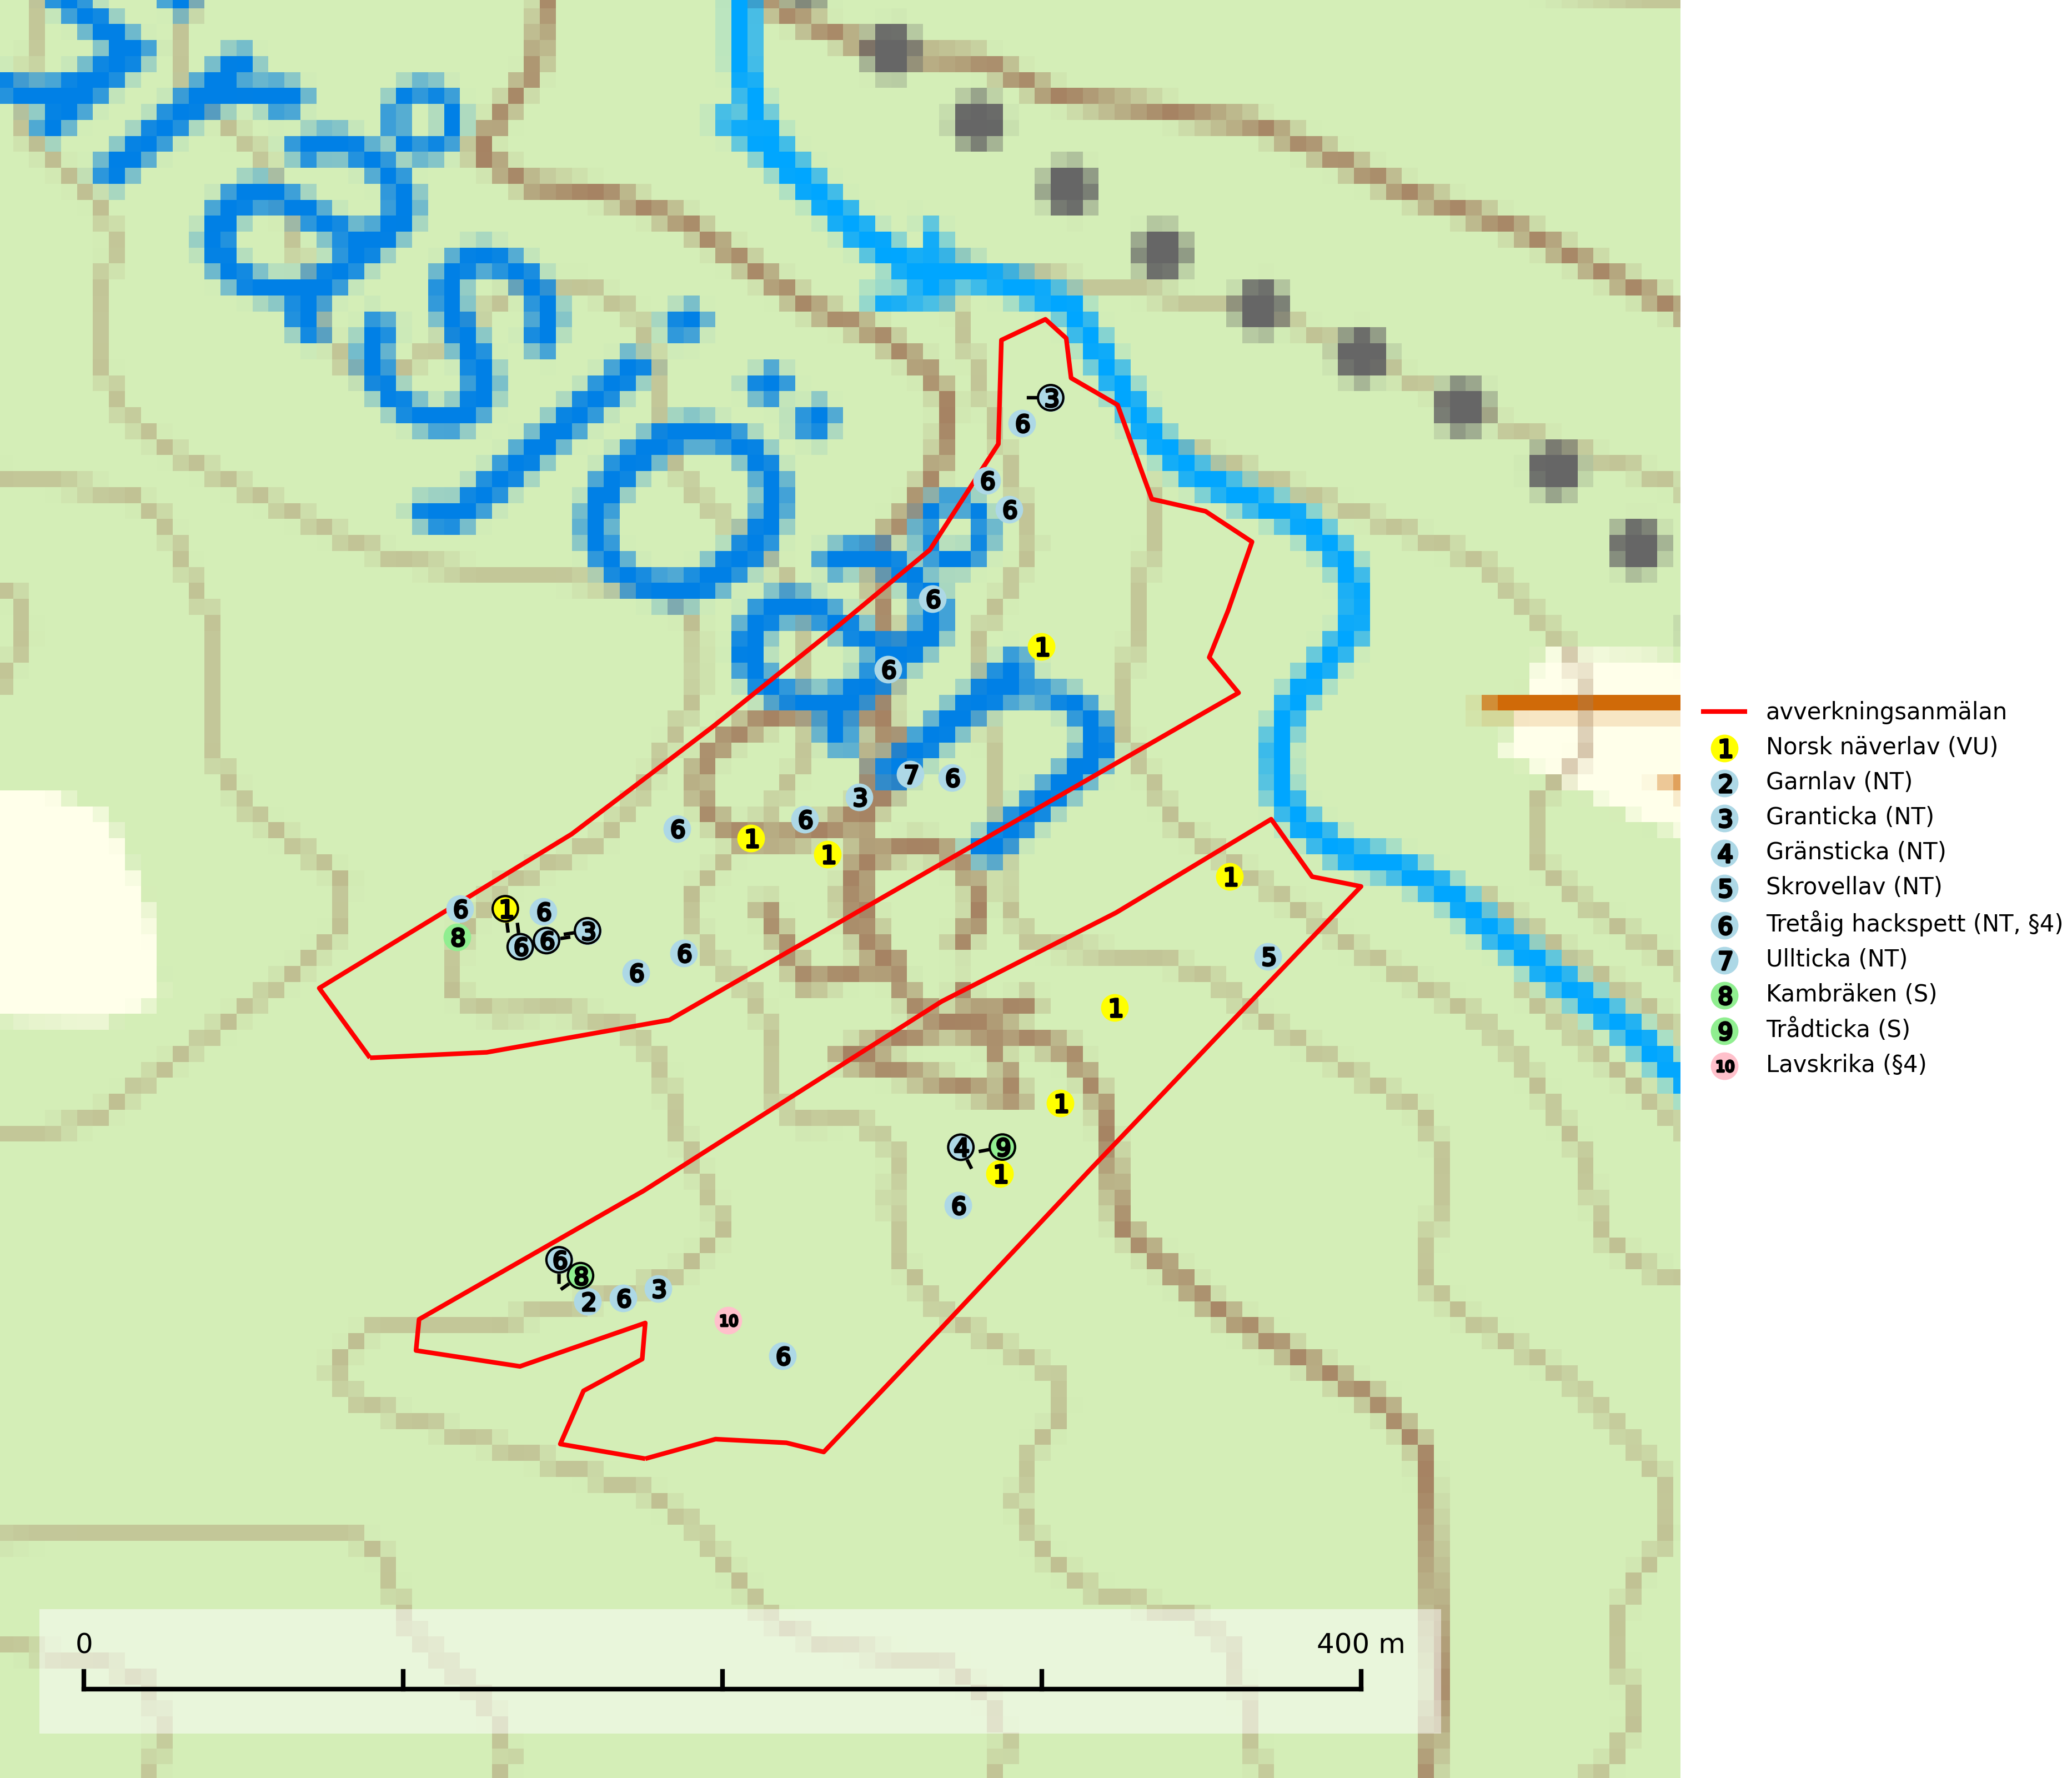 3
6
6
6
6
1
6
7 6
3
6
6 1
1
1
6 1 6
3
8
6 6
6 5
6
1
1
4 9
1
6
6
8
3
2 6
10
6
0 400 m
avverkningsanmälan
1 Norsk näverlav (VU)
2 Garnlav (NT)
3 Granticka (NT)
4 Gränsticka (NT)
5 Skrovellav (NT)
6 Tretåig hackspett (NT, §4)
7 Ullticka (NT)
8 Kambräken (S)
9 Trådticka (S)
10 Lavskrika (§4)